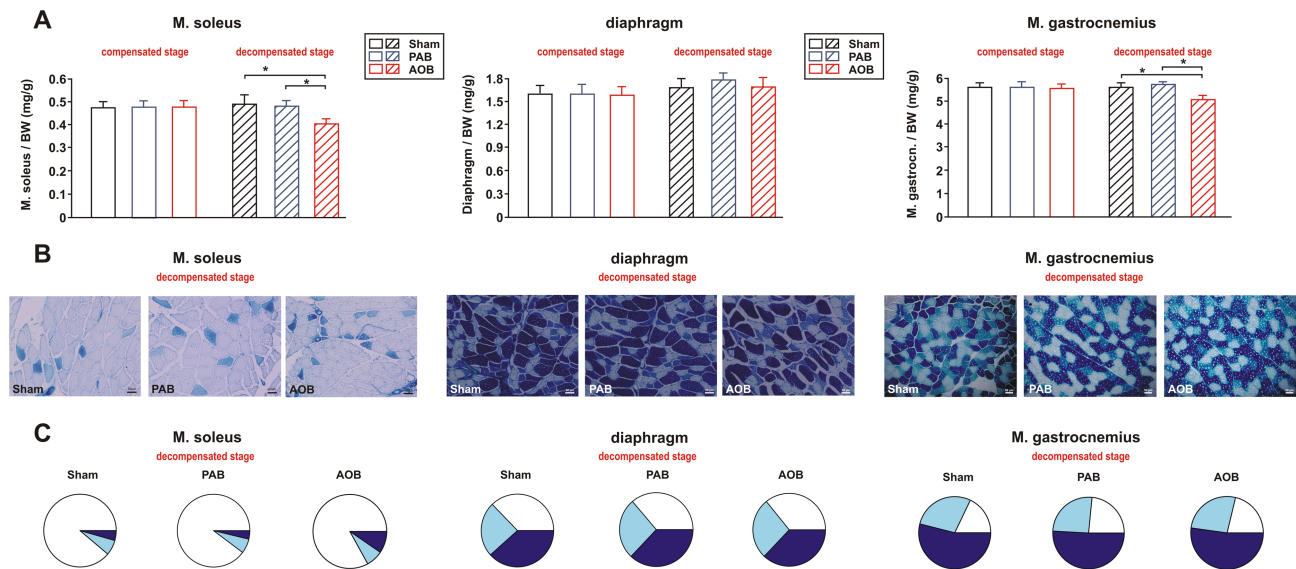 A
M. soleus
compensated stage
decompensated stage
Sham
PAB
AOB
*
*
M. soleus / BW (mg/g)
0.6
0.5
0.4
0.3
0.2
0.1
0
diaphragm
compensated stage
decompensated stage
Sham
PAB
AOB
Diaphragm / BW (mg/g)
1.8
1.5
1.2
0.9
0.6
0.3
0
M. gastrocnemius
compensated stage
decompensated stage
*
*
M. gastrocn. / BW (mg/g)
6
5
4
3
2
1
0
B
M. soleus
decompensated stage
Sham
PAB
AOB
diaphragm
decompensated stage
Sham
PAB
AOB
M. gastrocnemius
decompensated stage
Sham
PAB
AOB
C
M. soleus
decompensated stage
Sham
PAB
AOB
diaphragm
decompensated stage
Sham
PAB
AOB
M. gastrocnemius
decompensated stage
Sham
PAB
AOB